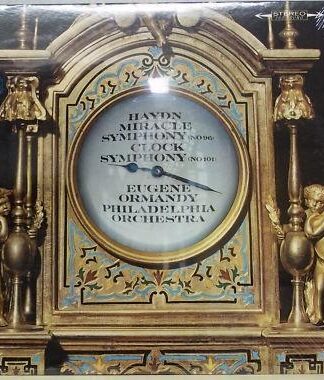 STEREO
HAYDN
MIRACLE
SYMPHONY (NO 96)
CLOCK
SYMPHONY (NO 101)
EUGENE
ORMANDY
PHILADELPHIA
ORCHESTRA